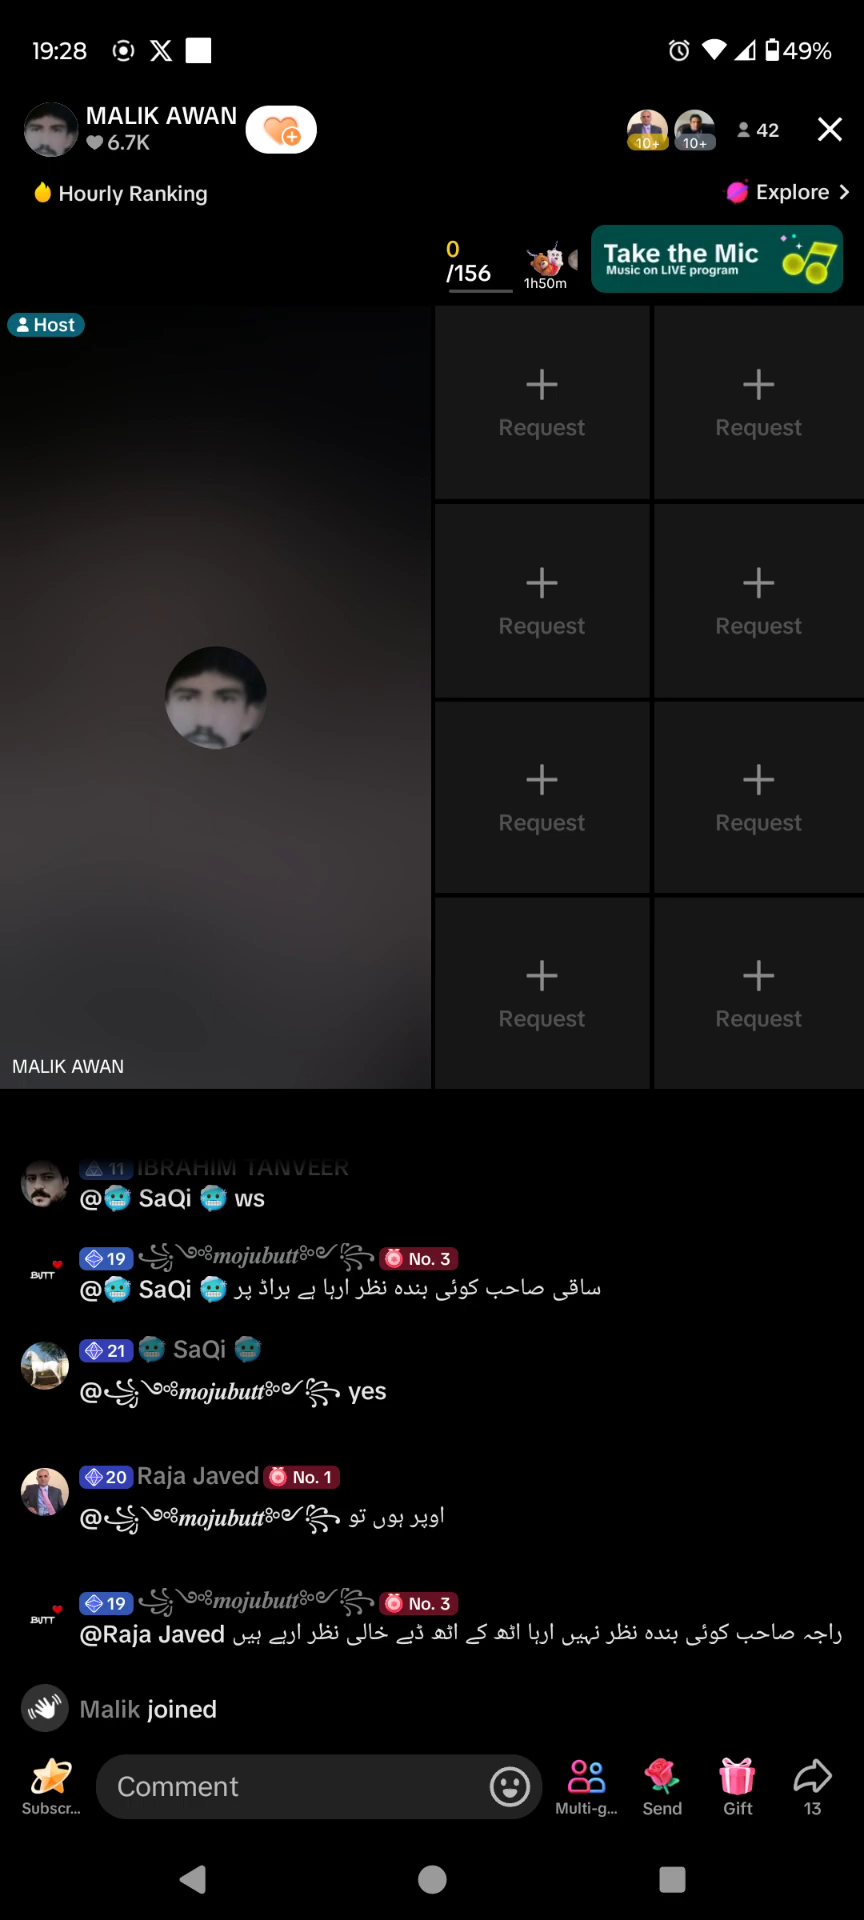 19:28
49%
MALIK AWAN
6.7K
10+
10+
42
Hourly Ranking
Explore
0
/156
1h50m
Take the Mic
Music on LIVE program
Host
Request
Request
Request
Request
Request
Request
Request
Request
MALIK AWAN
11 IBRAHIM TANVEER
@🥶 SaQi 🥶 ws
BUTT
19 mojubutt No. 3
@🥶 SaQi 🥶 ساقی صاحب کوئی بندہ نظر ارہا ہے براڈ پر
21 🥶 SaQi 🥶
@mojubutt yes
20 Raja Javed No. 1
@mojubutt اوپر ہوں تو
BUTT
19 mojubutt No. 3
@Raja Javed راجہ صاحب کوئی بندہ نظر نہیں ارہا اٹھ کے اٹھ ڈبے خالی نظر ارہے ہیں
Malik joined
Comment
Subscr...
Multi-g...
Send
Gift
13